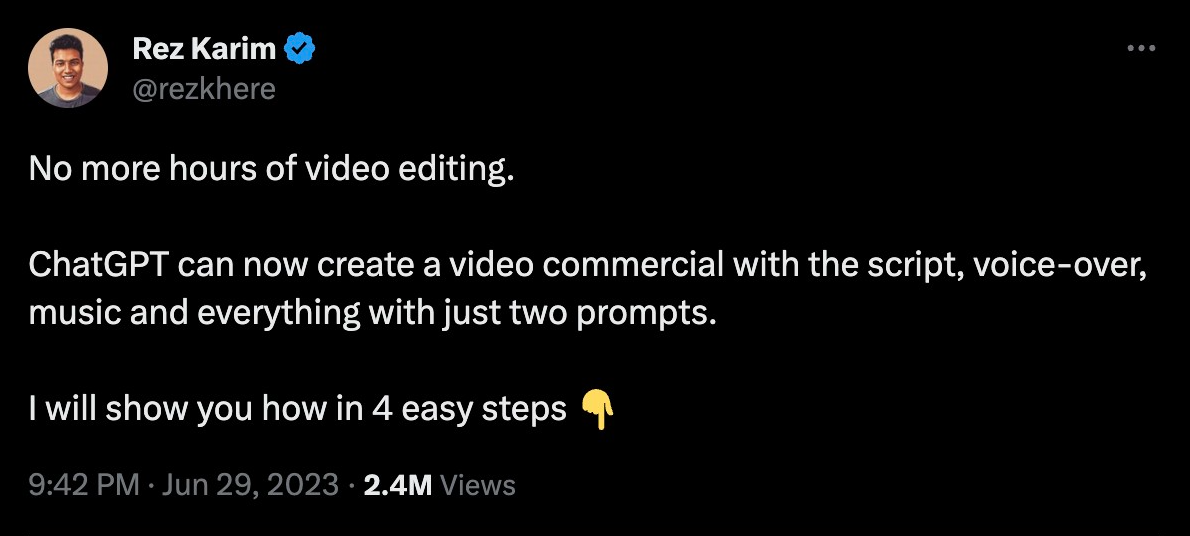 Rez Karim
@rezkhere
No more hours of video editing.
ChatGPT can now create a video commercial with the script, voice-over,
music and everything with just two prompts.
I will show you how in 4 easy steps 👇
9:42 PM · Jun 29, 2023 · 2.4M Views